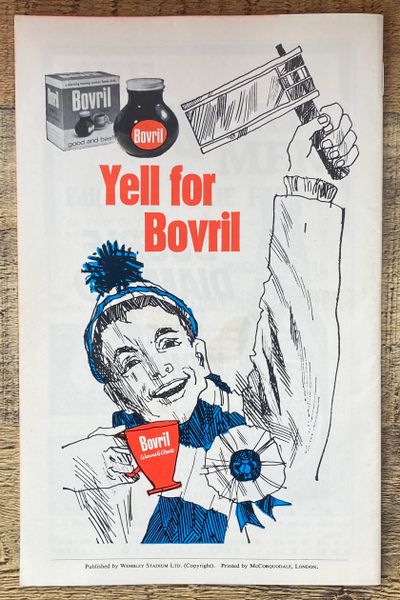 Bovril
good and beefy
Bovril
Yell for
Bovril
Bovril
Warms & Cheers
Published by WEMBLEY STADIUM LTD. (Copyright). Printed by McCORQUODALE, LONDON.